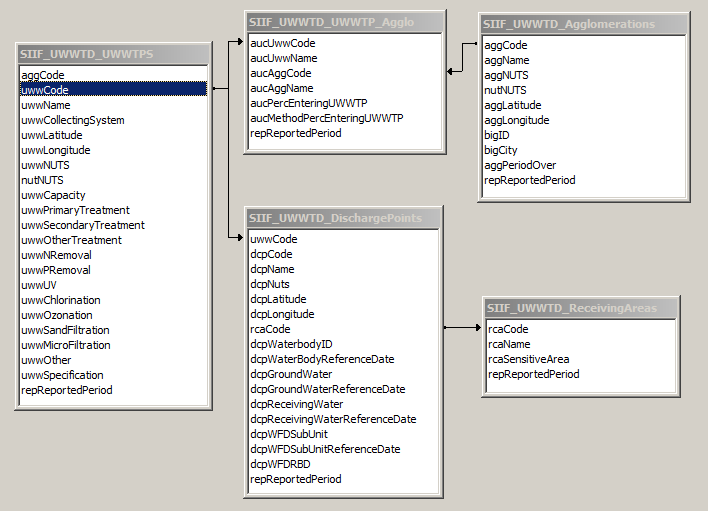 SIIF_UWWTD_UWWTPS
aggCode
uwwCode
uwwName
uwwCollectingSystem
uwwLatitude
uwwLongitude
uwwNUTS
nutNUTS
uwwCapacity
uwwPrimaryTreatment
uwwSecondaryTreatment
uwwOtherTreatment
uwwNRemoval
uwwPRemoval
uwwUV
uwwChlorination
uwwOzonation
uwwSandFiltration
uwwMicroFiltration
uwwOther
uwwSpecification
repReportedPeriod
SIIF_UWWTD_UWWTP_Agglo
aucUwwCode
aucUwwName
aucAggCode
aucAggName
aucPercEnteringUWWTP
aucMethodPercEnteringUWWTP
repReportedPeriod
SIIF_UWWTD_Agglomerations
aggCode
aggName
aggNUTS
nutNUTS
aggLatitude
aggLongitude
bigID
bigCity
aggPeriodOver
repReportedPeriod
SIIF_UWWTD_DischargePoints
uwwCode
dcpCode
dcpName
dcpNuts
dcpLatitude
dcpLongitude
rcaCode
dcpWaterbodyID
dcpWaterBodyReferenceDate
dcpGroundWater
dcpGroundWaterReferenceDate
dcpReceivingWater
dcpReceivingWaterReferenceDate
dcpWFDSubUnit
dcpWFDSubUnitReferenceDate
dcpWFDRBD
repReportedPeriod
SIIF_UWWTD_ReceivingAreas
rcaCode
rcaName
rcaSensitiveArea
repReportedPeriod